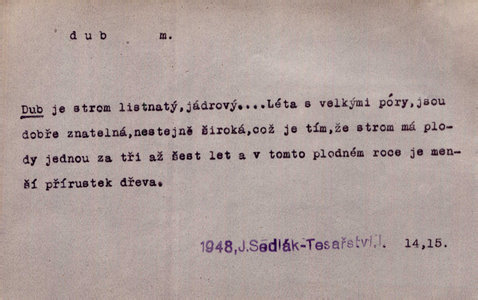 dub m.
Dub je strom listnatý,jádrový....Léta s velkými póry,jsou
dobře znatelná,nestejně široká,což je tím,že strom má plo-
dy jednou za tři až šest let a v tomto plodném roce je men-
ší přírustek dřeva.
1948,J.Sedlák-Tesařství,I. 14,15.